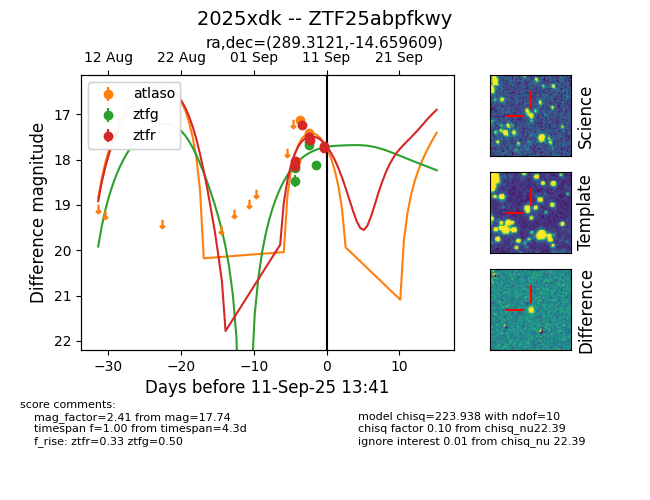 2025xdk -- ZTF25abpfkwy
ra,dec=(289.3121,-14.659609)
12 Aug 22 Aug 01 Sep 11 Sep 21 Sep
atlaso
ztfg
ztfr
17
18
19
20
21
22
Difference magnitude
−30 −20 −10 0 10
Days before 11-Sep-25 13:41
Science
Template
Difference
score comments:
mag_factor=2.41 from mag=17.74
timespan f=1.00 from timespan=4.3d
f_rise: ztfr=0.33 ztfg=0.50
model chisq=223.938 with ndof=10
chisq factor 0.10 from chisq_nu22.39
ignore interest 0.01 from chisq_nu 22.39